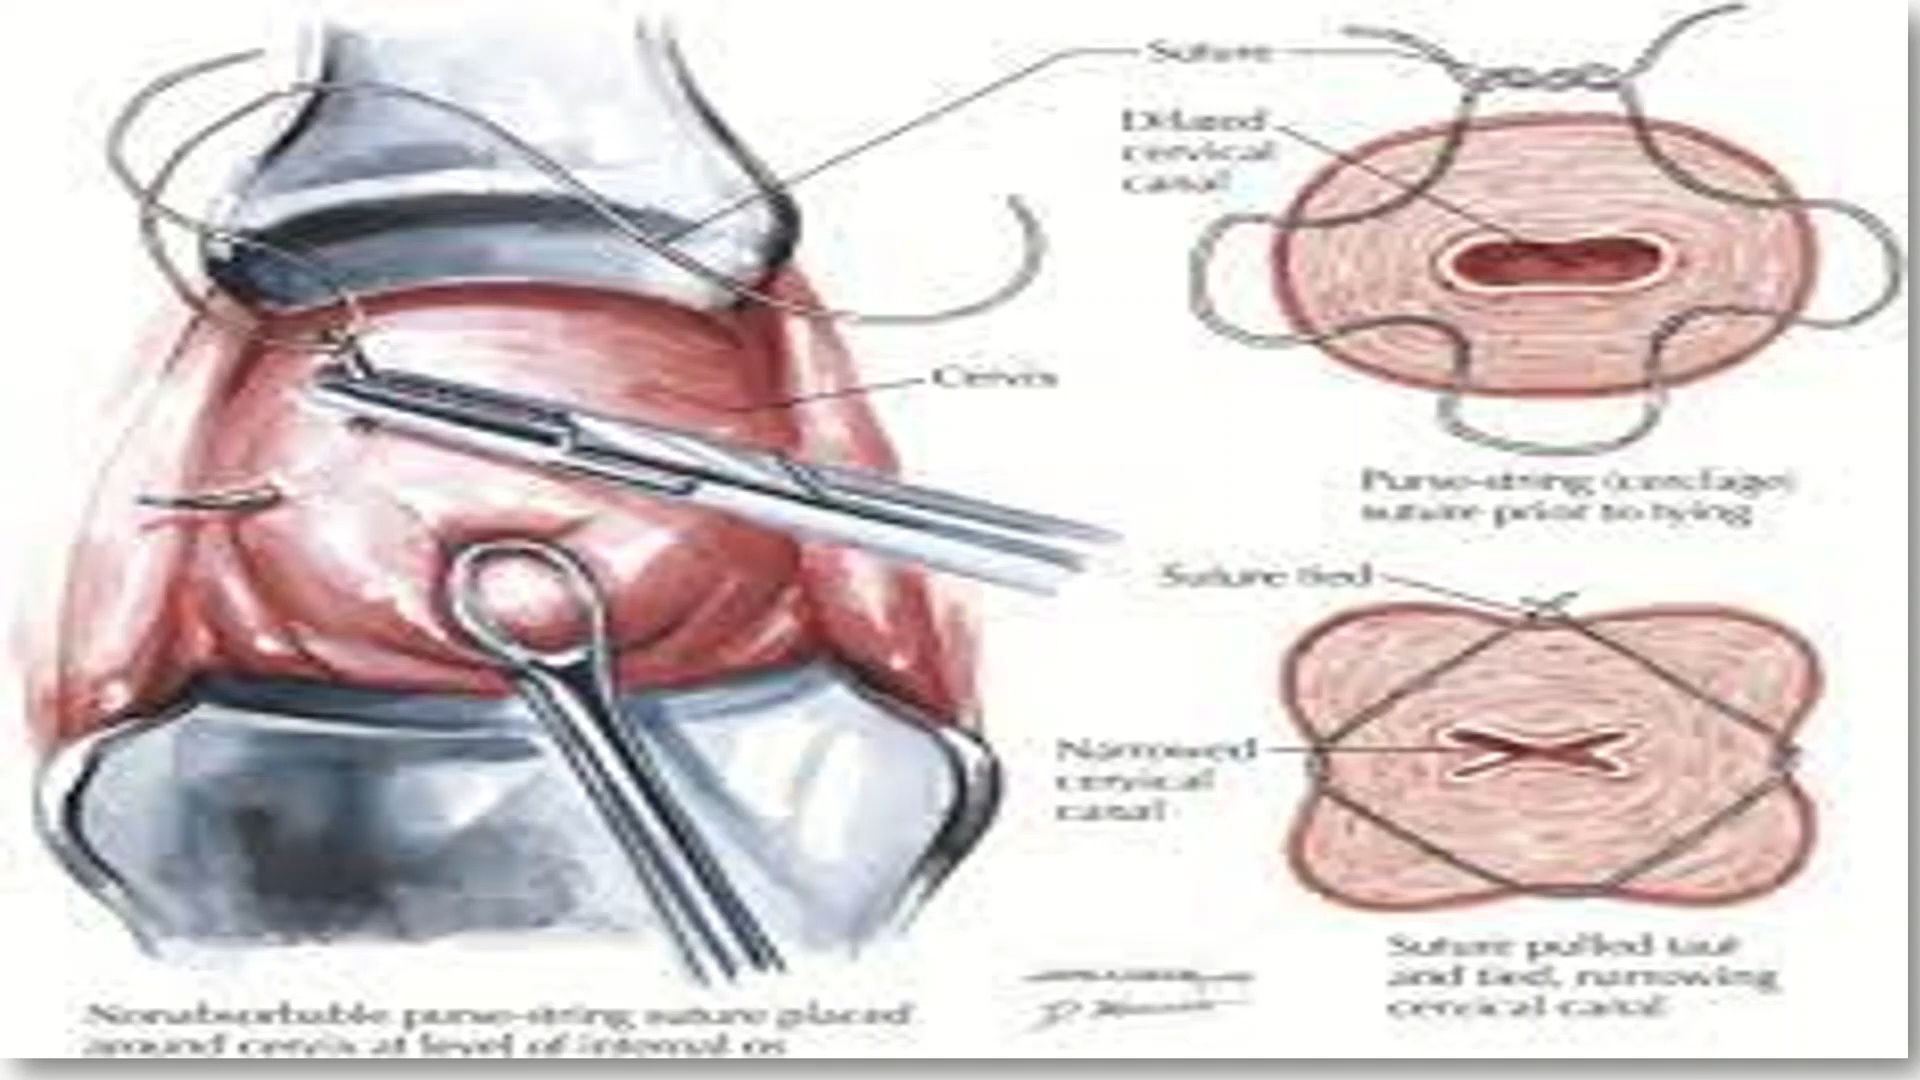 Suture
Dilated
cervical
canal
Cervix
Purse-string (cerclage)
suture prior to tying
Suture tied
Narrowed
cervical
canal
Suture pulled taut
and tied, narrowing
cervical canal
Nonabsorbable purse-string suture placed
around cervix at level of internal os